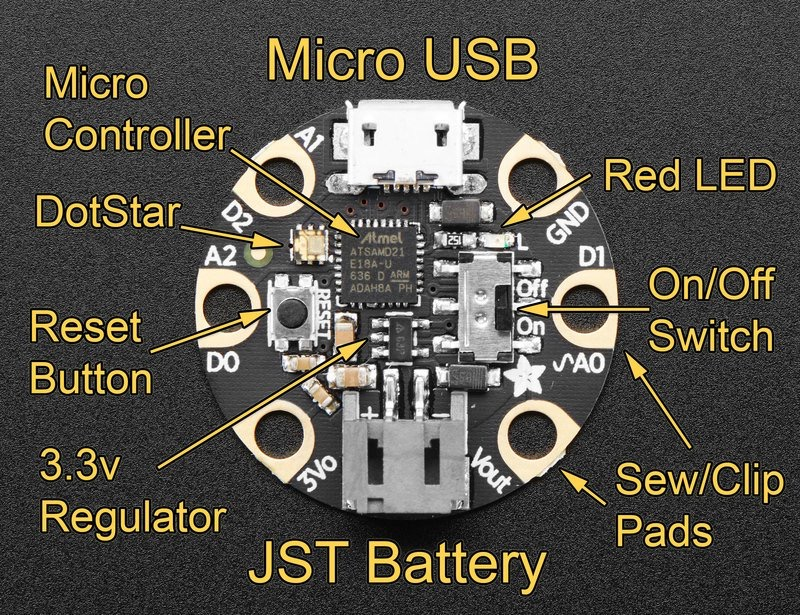 Micro USB
Micro
Controller
DotStar
Reset
Button
3.3v
Regulator
JST Battery
Red LED
On/Off
Switch
Sew/Clip
Pads
A1
D2
A2
D0
3Vo
GND
D1
∿A0
Vout
Atmel
ATSAMD21
E18A-U
636 D ARM
ADAH8A PH
RESET
251
L
Off
On
+
-